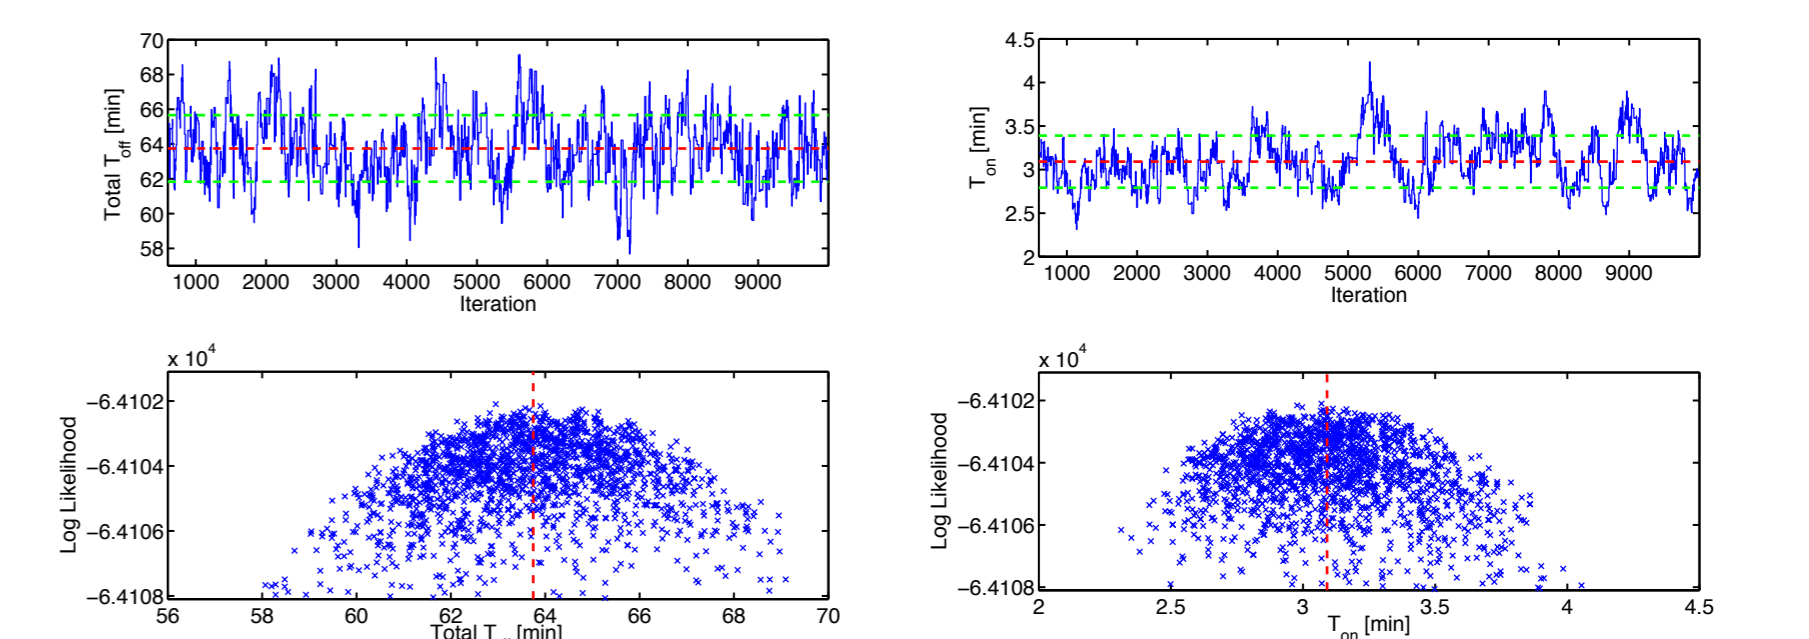 70
68
66
64
62
60
58
Total Toff [min]
1000 2000 3000 4000 5000 6000 7000 8000 9000
Iteration
4.5
4
3.5
3
2.5
2
Ton [min]
1000 2000 3000 4000 5000 6000 7000 8000 9000
Iteration
x 10^4
−6.4102
−6.4104
−6.4106
−6.4108
Log Likelihood
56 58 60 62 64 66 68 70
Total T [min]
x 10^4
−6.4102
−6.4104
−6.4106
−6.4108
Log Likelihood
2 2.5 3 3.5 4 4.5
Ton [min]